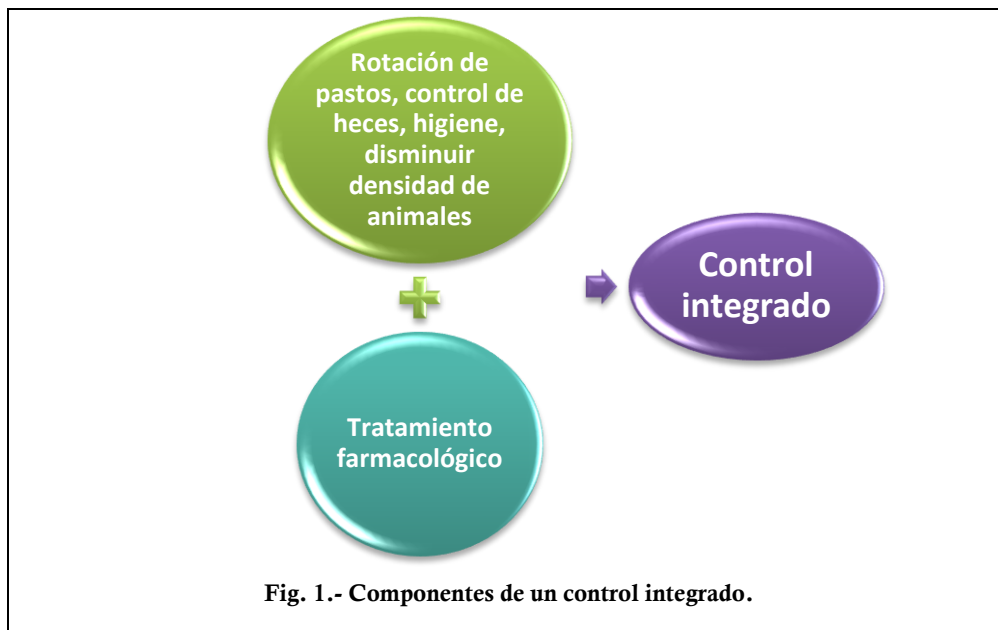 Rotación de
pastos, control de
heces, higiene,
disminuir
densidad de
animales
Control
integrado
Tratamiento
farmacológico
Fig. 1.- Componentes de un control integrado.